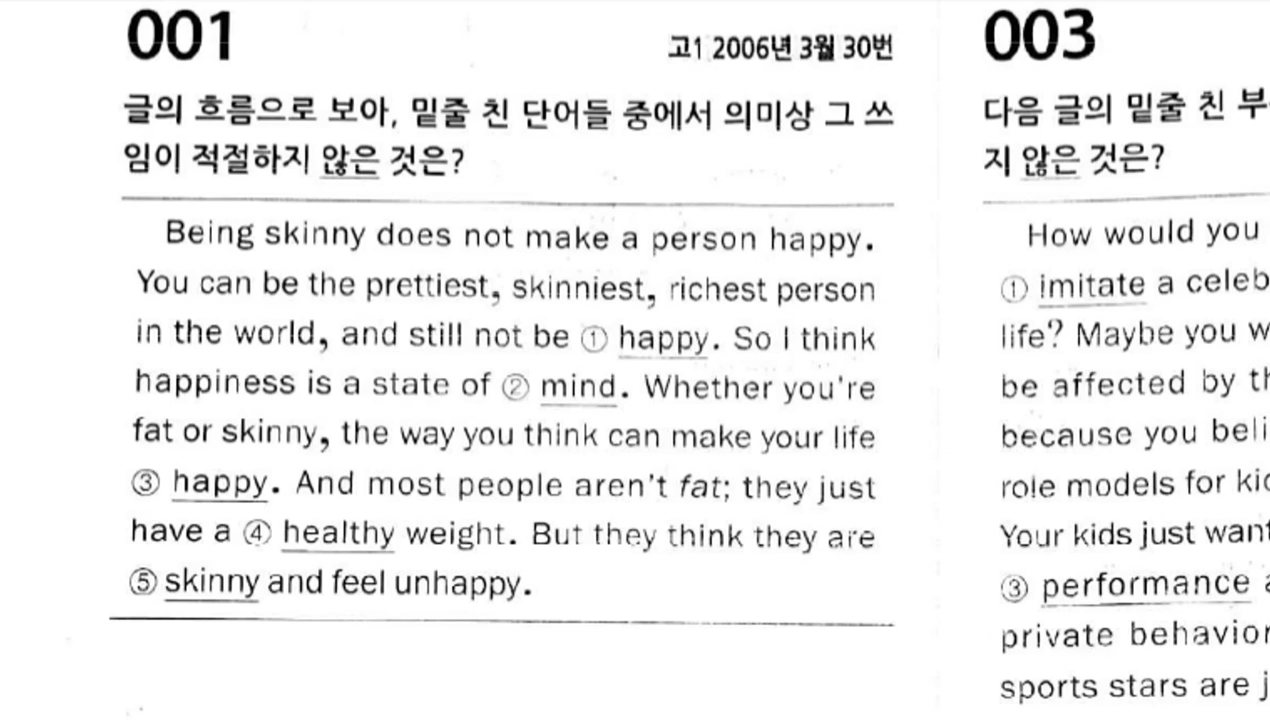 001
고1 2006년 3월 30번
글의 흐름으로 보아, 밑줄 친 단어들 중에서 의미상 그 쓰
임이 적절하지 않은 것은?
Being skinny does not make a person happy.
You can be the prettiest, skinniest, richest person
in the world, and still not be ① happy. So I think
happiness is a state of ② mind. Whether you're
fat or skinny, the way you think can make your life
③ happy. And most people aren't fat; they just
have a ④ healthy weight. But they think they are
⑤ skinny and feel unhappy.
003
다음 글의 밑줄 친
지 않은 것은?
How would you
① imitate a
life? Maybe you
be affected by
because you
role models for
Your kids just
③ performance
private
sports stars are